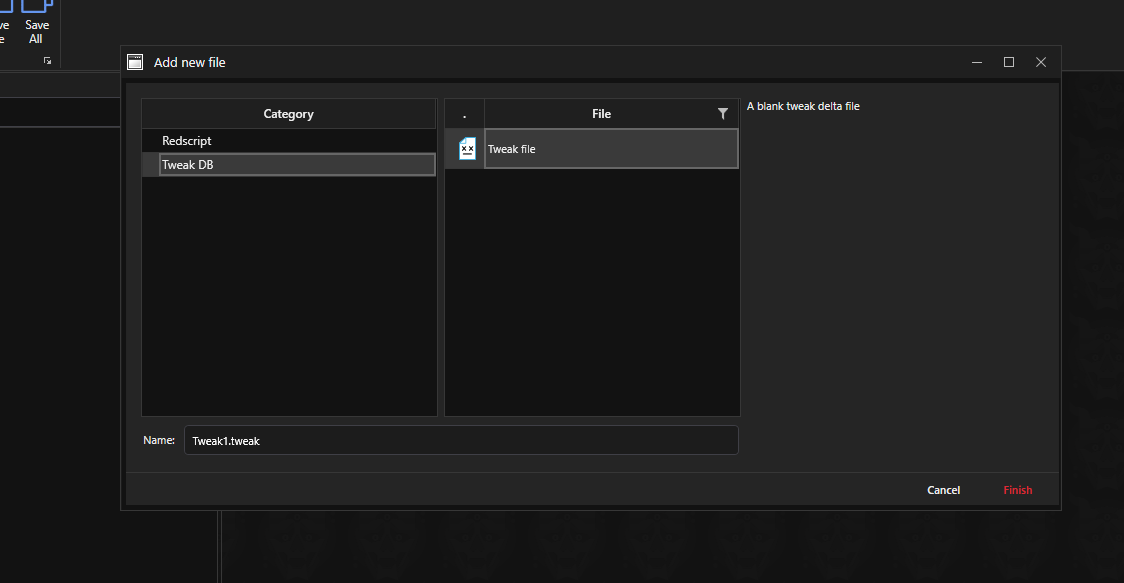 Save
All
Add new file
Category
. File
A blank tweak delta file
Redscript
Tweak file
Tweak DB
Name: Tweak1.tweak
Cancel Finish